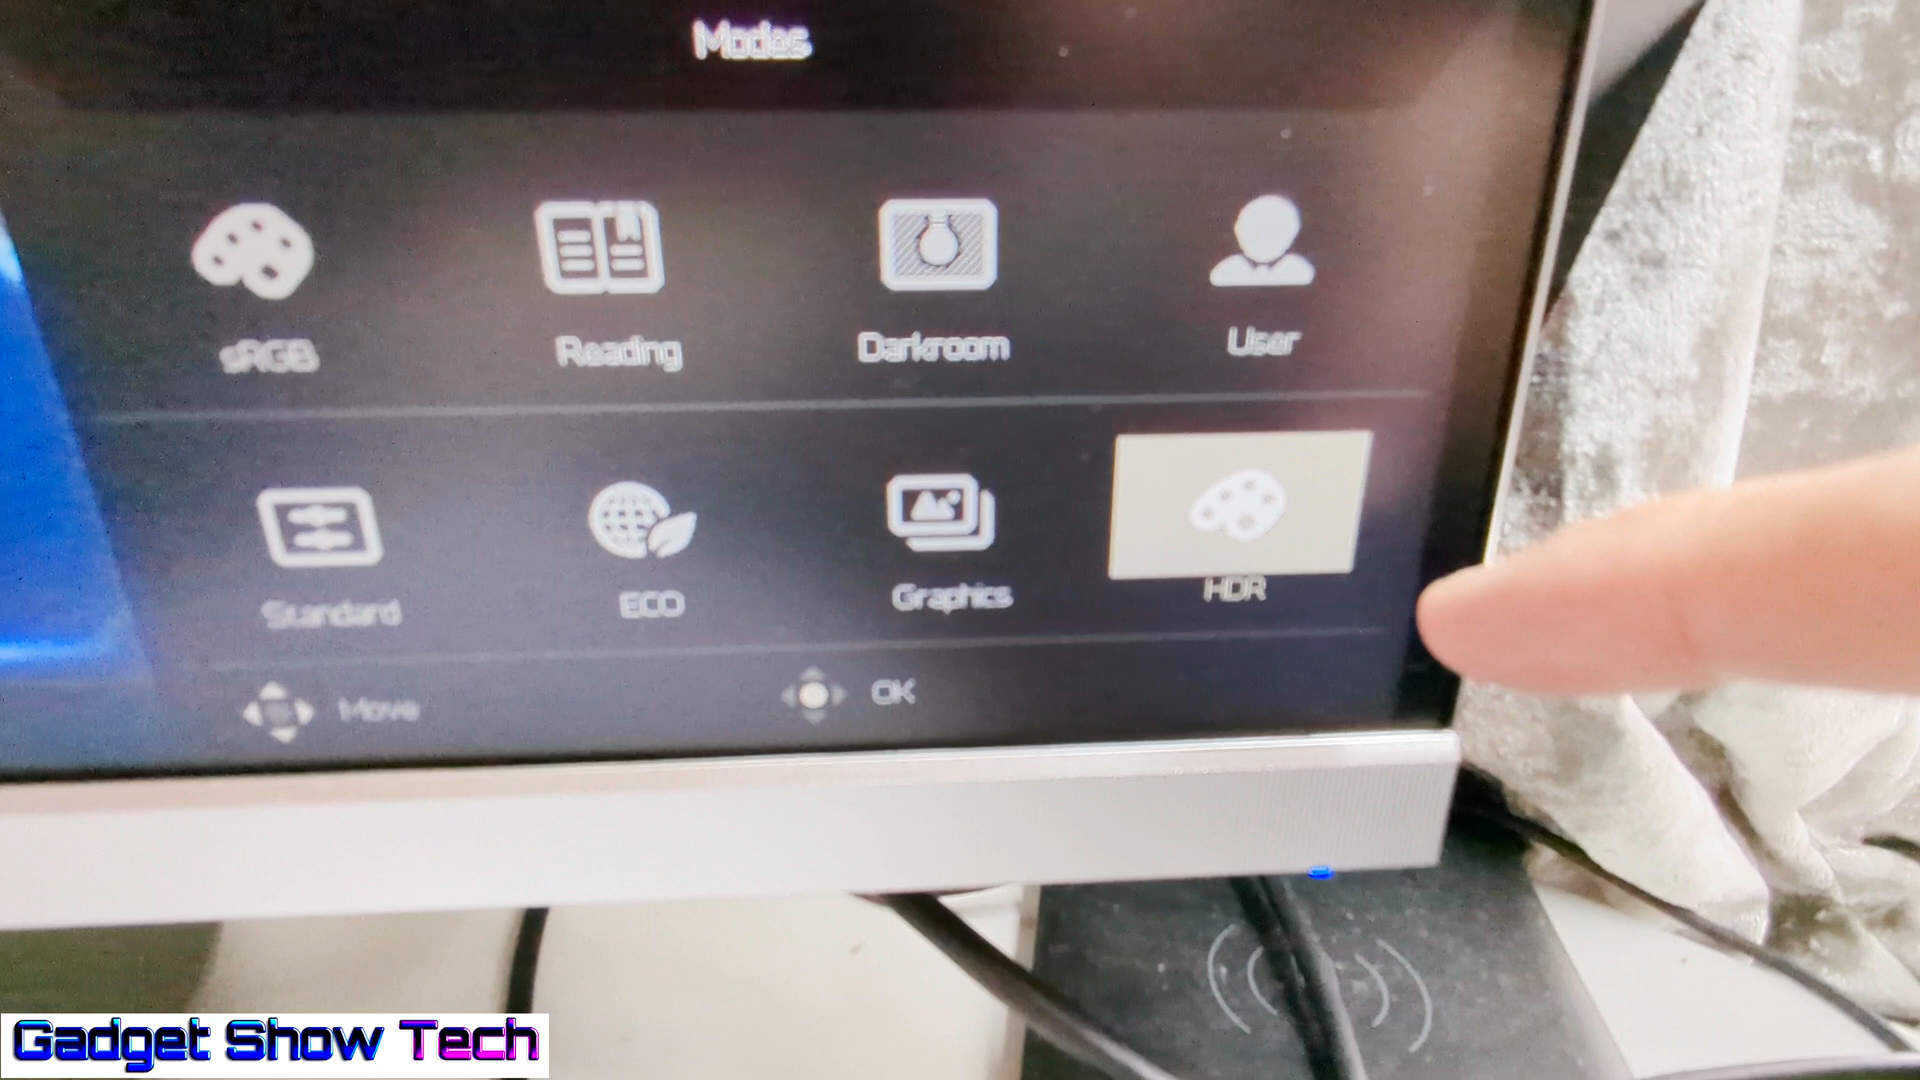 Modes
sRGB Reading Darkroom User
Standard ECO Graphics HDR
Move OK
Gadget Show Tech